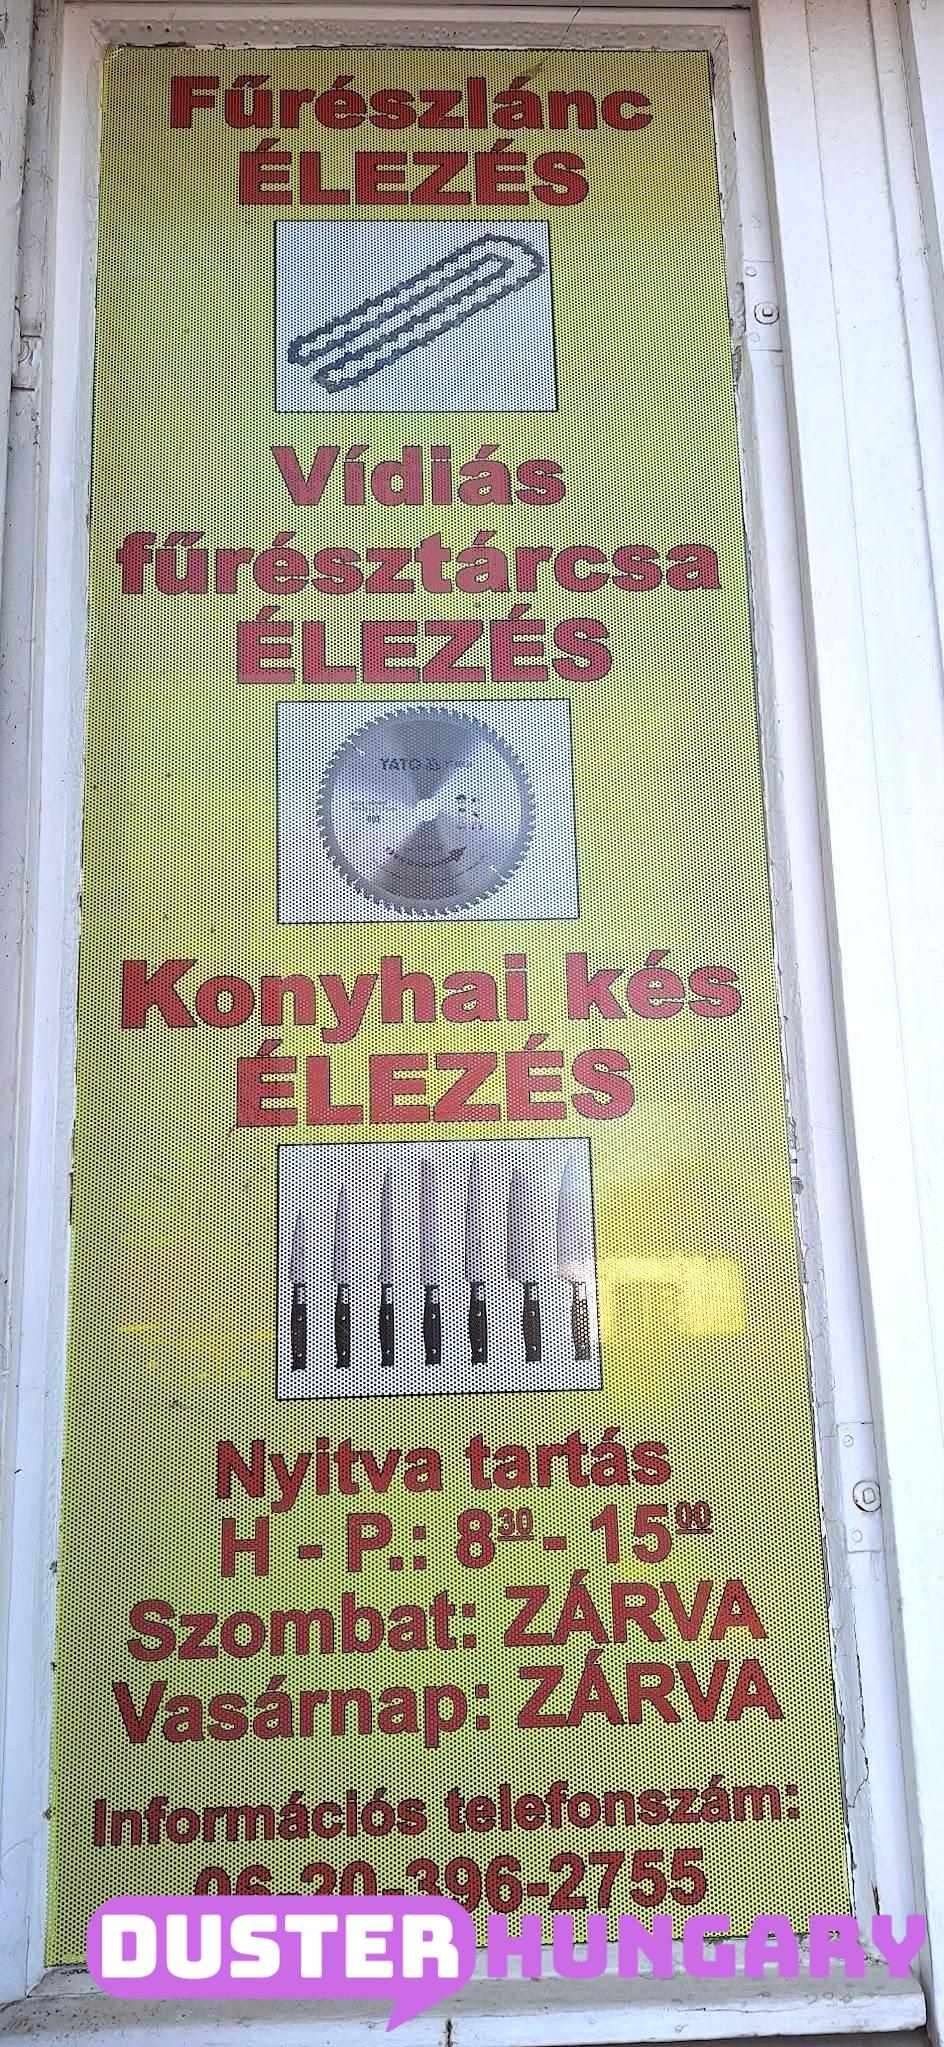 Fűrészlánc
ÉLEZÉS
Vídiás
fűrésztárcsa
ÉLEZÉS
YATO
Konyhai kés
ÉLEZÉS
Nyitva tartás
H - P.: 8³⁰ - 15⁰⁰
Szombat: ZÁRVA
Vasárnap: ZÁRVA
Információs telefonszám:
06-20-396-2755
DUSTER HUNGARY